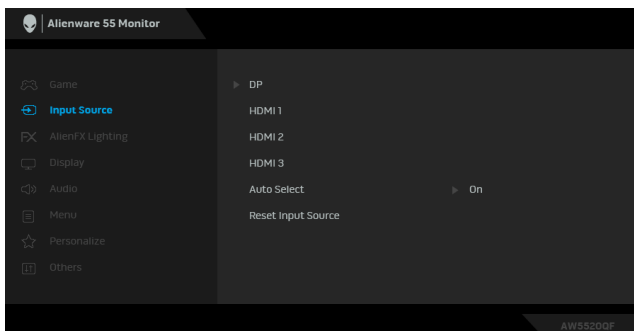 Alienware 55 Monitor
Game
DP
Input Source
HDMI 1
AlienFX Lighting
HDMI 2
Display
HDMI 3
Audio
Auto Select
On
Menu
Reset Input Source
Personalize
Others
AW5520QF